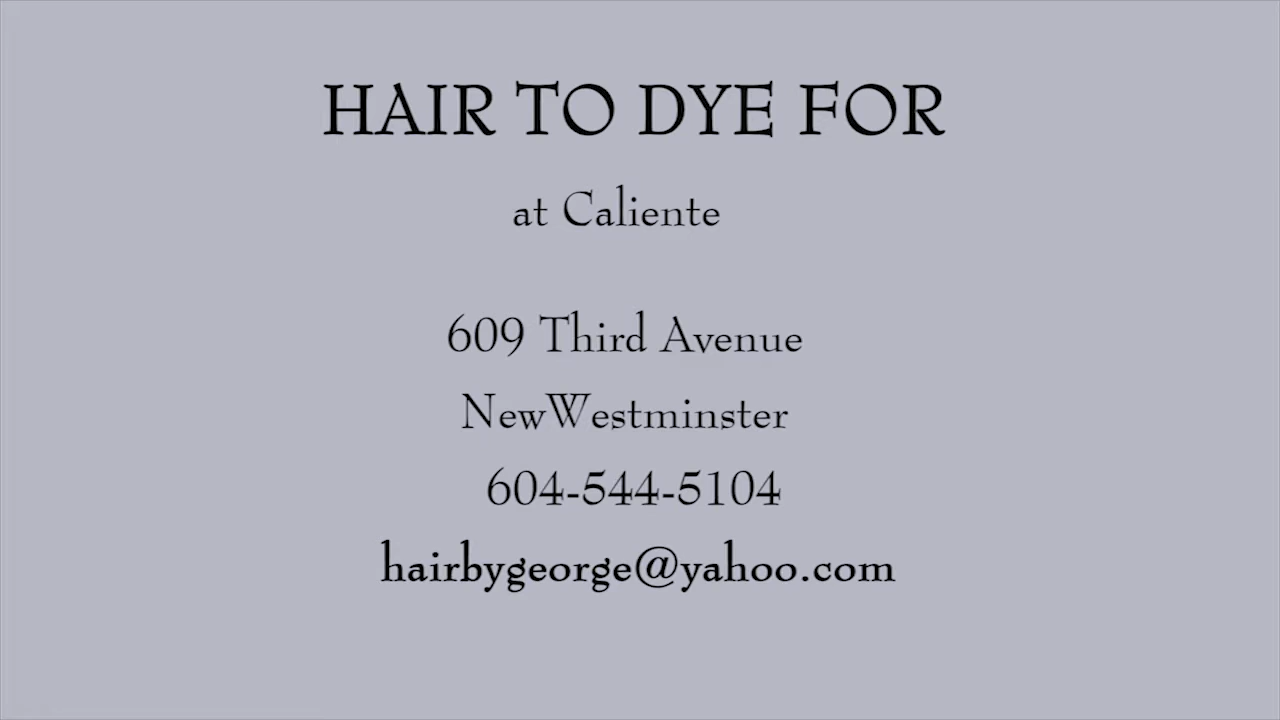 HAIR TO DYE FOR
at Caliente
609 Third Avenue
NewWestminster
604-544-5104
hairbygeorge@yahoo.com